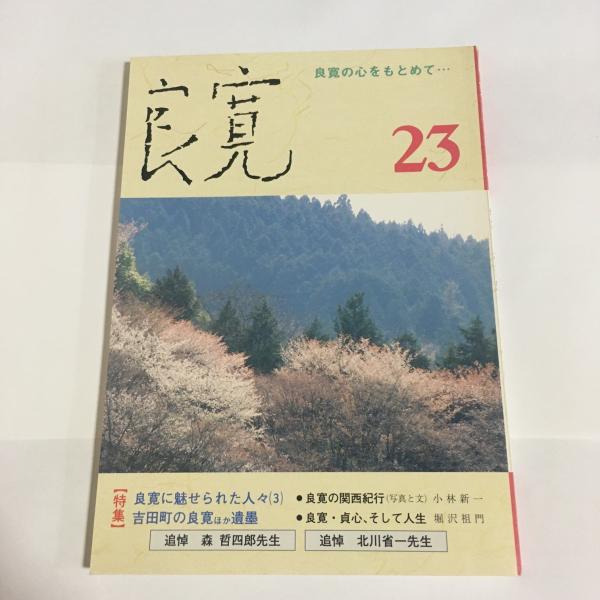 良寛の心をもとめて…
良寛
23
【特集】
良寛に魅せられた人々(3)
吉田町の良寛ほか遺墨
●良寛の関西紀行(写真と文) 小林新一
●良寛・貞心、そして人生 堀沢祖門
追悼 森 哲四郎先生
追悼 北川省一先生